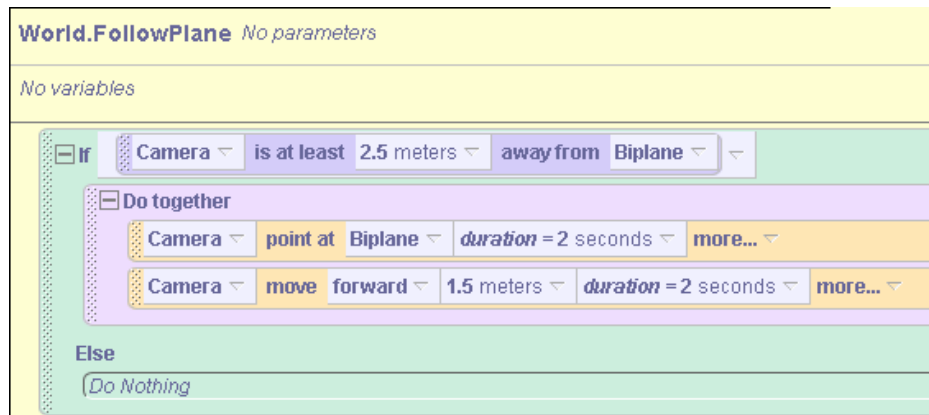 World.FollowPlane No parameters
No variables
If Camera is at least 2.5 meters away from Biplane
Do together
Camera point at Biplane duration = 2 seconds more...
Camera move forward 1.5 meters duration = 2 seconds more...
Else
(Do Nothing